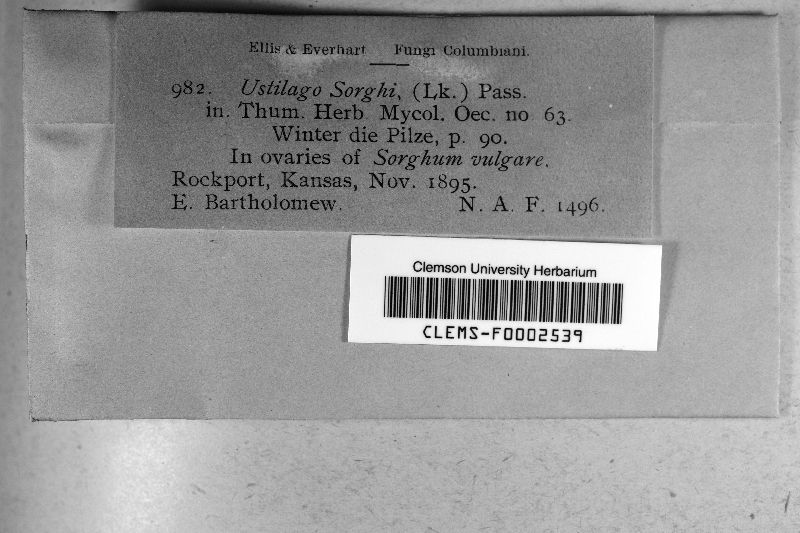 Ellis & Everhart Fungi Columbiani.
982. Ustilago Sorghi, (Lk.) Pass.
in. Thum. Herb Mycol. Oec. no 63.
Winter die Pilze, p. 90.
In ovaries of Sorghum vulgare.
Rockport, Kansas, Nov. 1895.
E. Bartholomew. N. A. F. 1496.
Clemson University Herbarium
CLEMS-F0002539